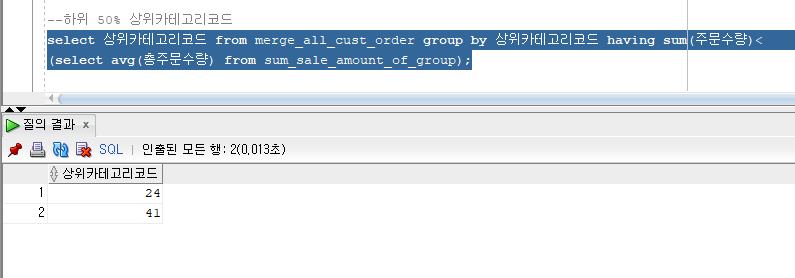 --하위 50% 상위카테고리코드
select 상위카테고리코드 from merge_all_cust_order group by 상위카테고리코드 having sum(주문수량)<
(select avg(총주문수량) from sum_sale_amount_of_group);
질의 결과 x
SQL | 인출된 모든 행: 2(0,013초)
상위카테고리코드
1 24
2 41